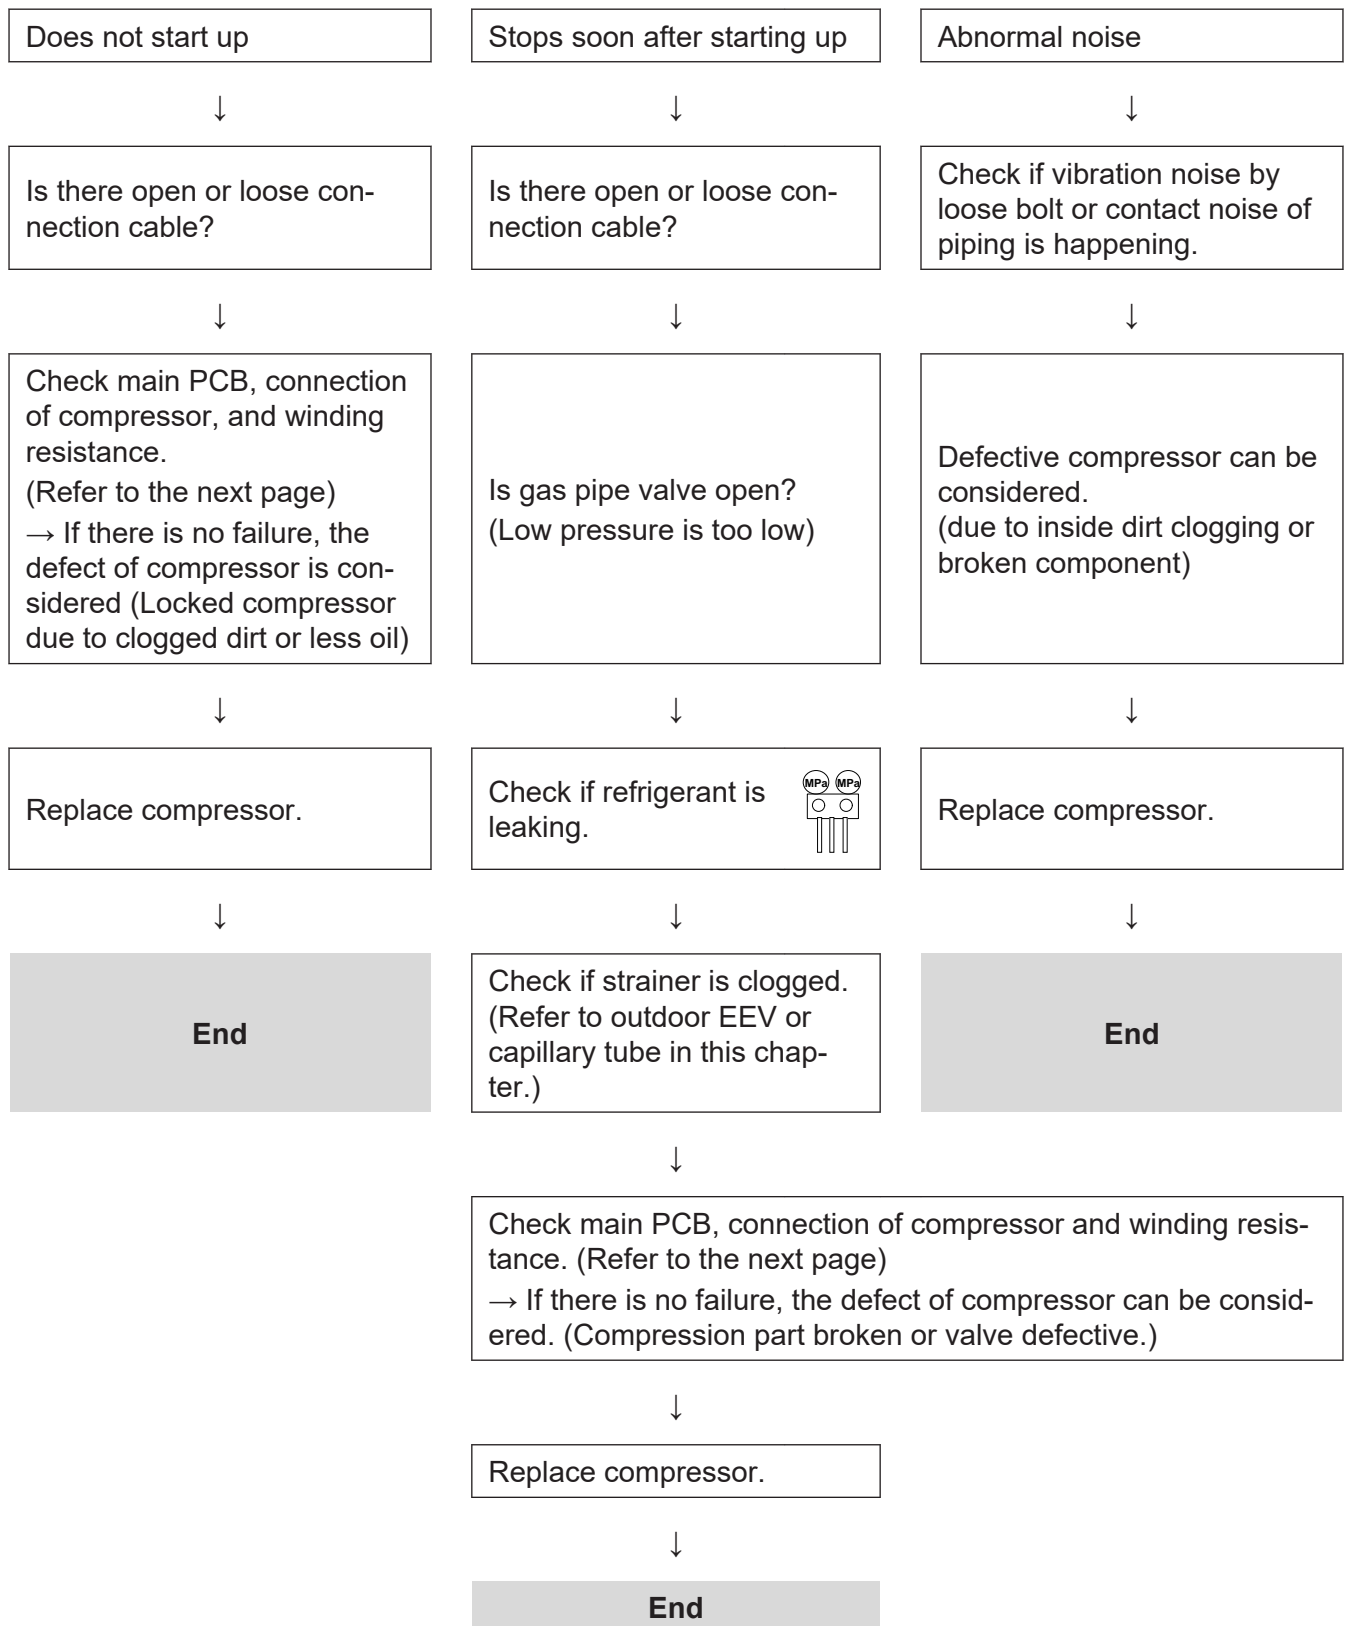 Does not start up
↓
Is there open or loose con-
nection cable?
↓
Check main PCB, connection
of compressor, and winding
resistance.
(Refer to the next page)
→ If there is no failure, the
defect of compressor is con-
sidered (Locked compressor
due to clogged dirt or less oil)
↓
Replace compressor.
↓
End
Stops soon after starting up
↓
Is there open or loose con-
nection cable?
↓
Is gas pipe valve open?
(Low pressure is too low)
↓
Check if refrigerant is
leaking.
MPa MPa
↓
Check if strainer is clogged.
(Refer to outdoor EEV or
capillary tube in this chap-
ter.)
↓
Check main PCB, connection of compressor and winding resis-
tance. (Refer to the next page)
→ If there is no failure, the defect of compressor can be consid-
ered. (Compression part broken or valve defective.)
↓
Replace compressor.
↓
End
Abnormal noise
↓
Check if vibration noise by
loose bolt or contact noise of
piping is happening.
↓
Defective compressor can be
considered.
(due to inside dirt clogging or
broken component)
↓
Replace compressor.
↓
End